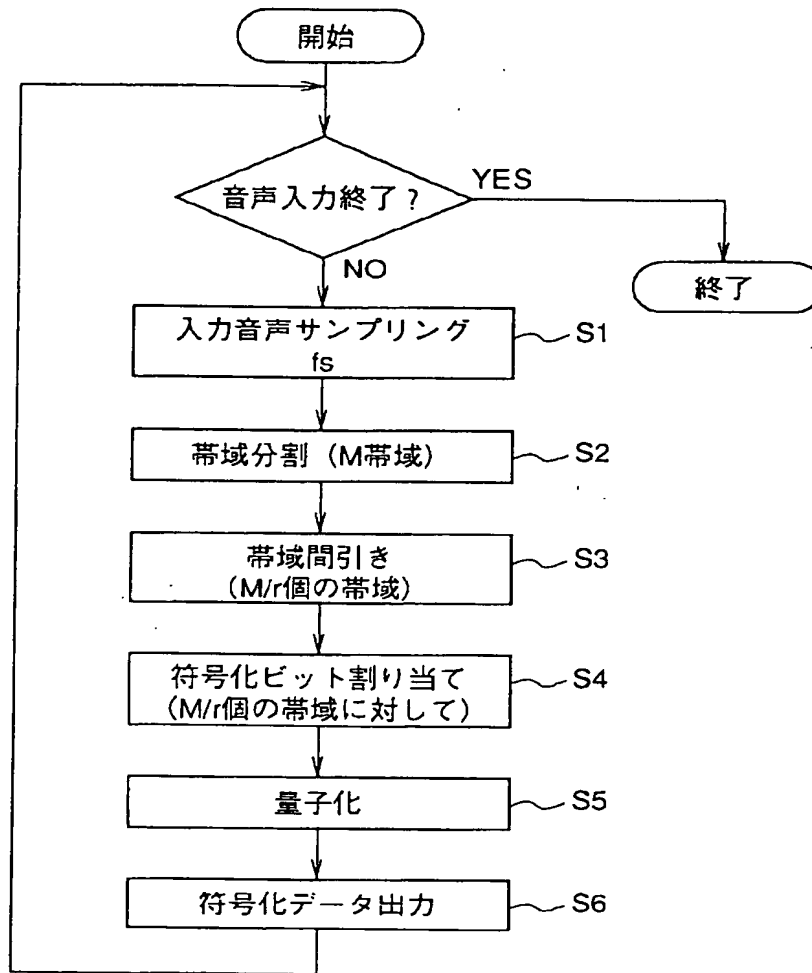 開始
音声入力終了?
YES
NO
終了
入力音声サンプリング
fs
S1
帯域分割(M帯域)
S2
帯域間引き
(M/r個の帯域)
S3
符号化ビット割り当て
(M/r個の帯域に対して)
S4
量子化
S5
符号化データ出力
S6